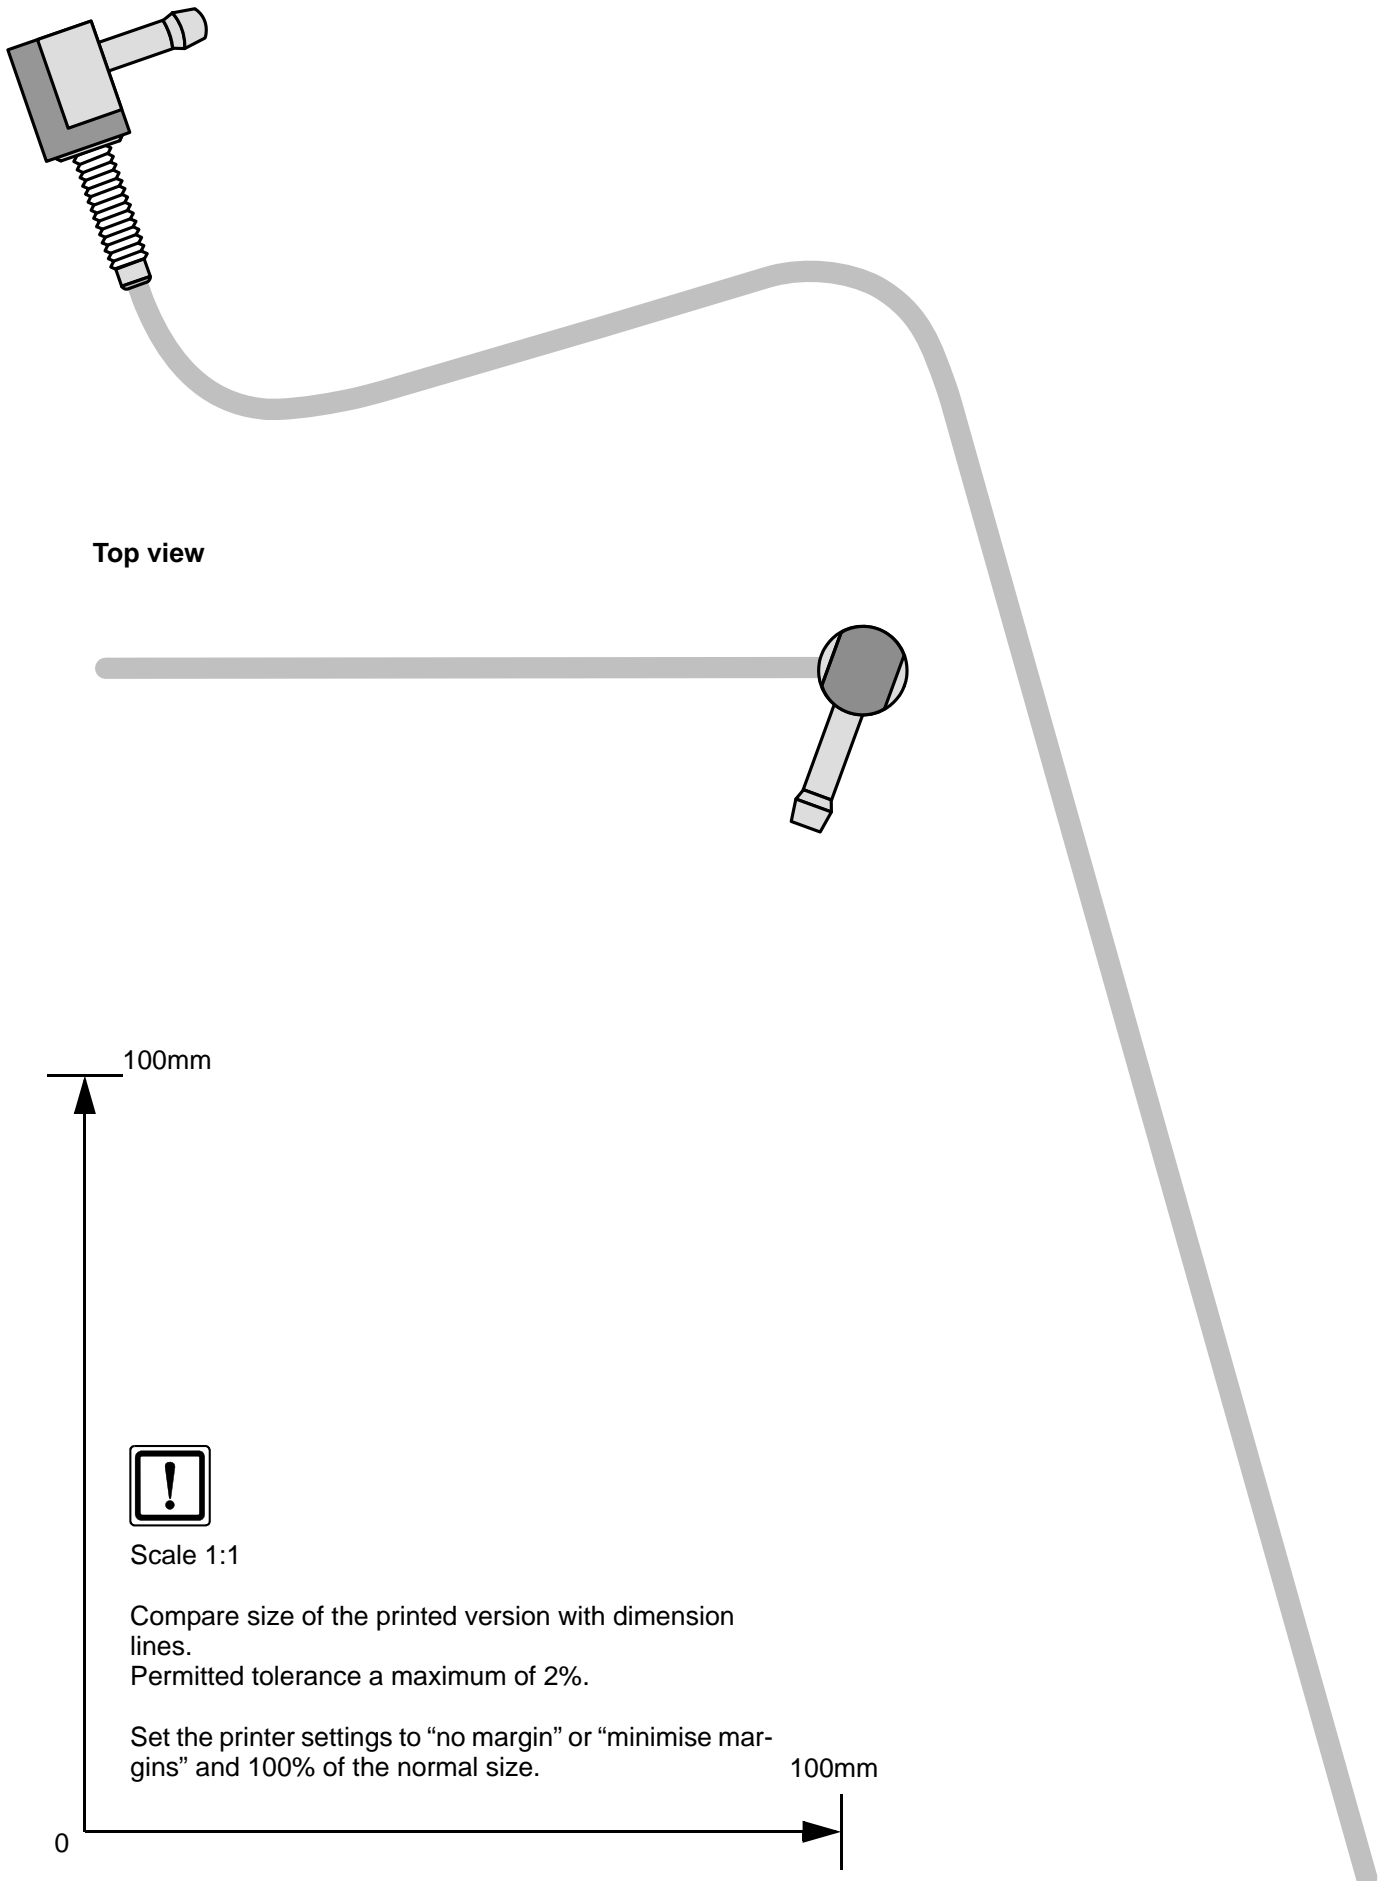 Top view
100mm
!
Scale 1:1
Compare size of the printed version with dimension
lines.
Permitted tolerance a maximum of 2%.
Set the printer settings to “no margin” or “minimise mar-
gins” and 100% of the normal size.
100mm
0